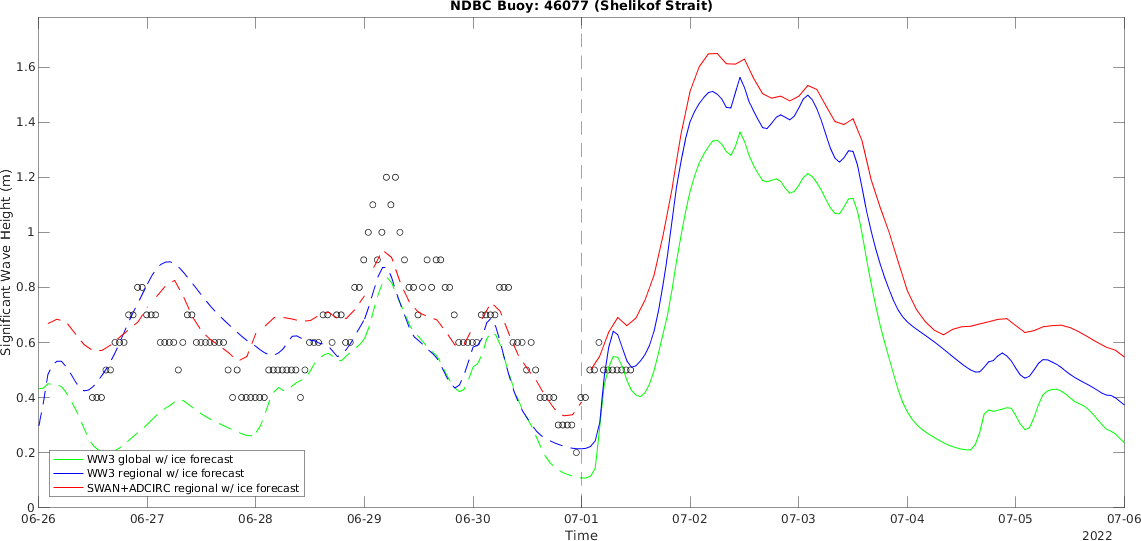 NDBC Buoy: 46077 (Shelikof Strait)
Significant Wave Height (m)
1.6
1.4
1.2
1
0.8
0.6
0.4
0.2
0
WW3 global w/ ice forecast
WW3 regional w/ ice forecast
SWAN+ADCIRC regional w/ ice forecast
06-26 06-27 06-28 06-29 06-30 07-01 07-02 07-03 07-04 07-05 07-06
Time
2022